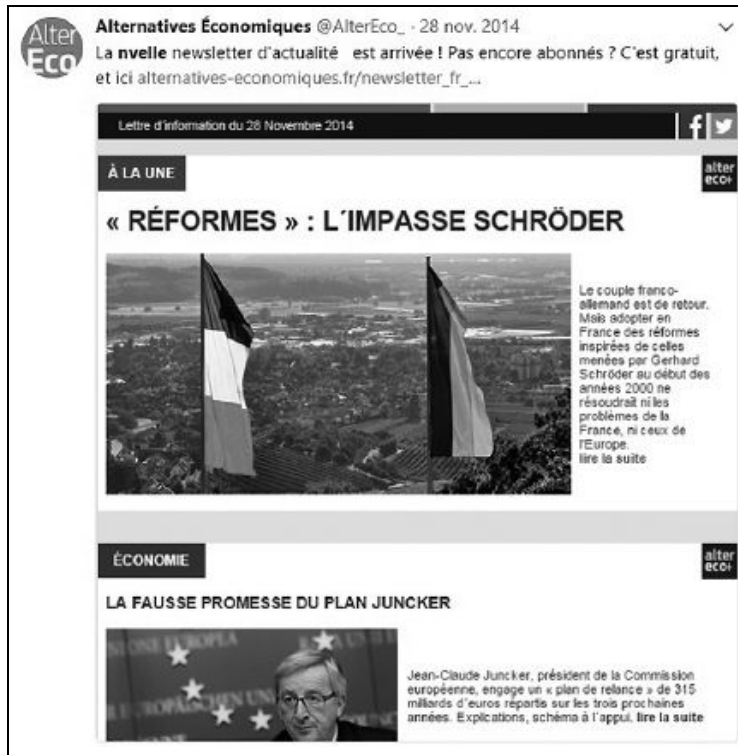 Alter
Eco
Alternatives Économiques @AlterEco_ · 28 nov. 2014
La nvelle newsletter d'actualité est arrivée ! Pas encore abonnés ? C'est gratuit,
et ici alternatives-economiques.fr/newsletter_fr_...
Lettre d'information du 28 Novembre 2014
À LA UNE
alter
eco+
« RÉFORMES » : L'IMPASSE SCHRÖDER
Le couple franco-
allemand est de retour.
Mais adopter en
France des réformes
inspirées de celles
menées par Gerhard
Schröder au début des
années 2000 ne
résoudrait ni les
problèmes de la
France, ni ceux de
l'Europe.
lire la suite
ÉCONOMIE
alter
eco+
LA FAUSSE PROMESSE DU PLAN JUNCKER
Jean-Claude Juncker, président de la Commission
européenne, engage un « plan de relance » de 315
milliards d'euros répartis sur les trois prochaines
années. Explications, schéma à l'appui. lire la suite